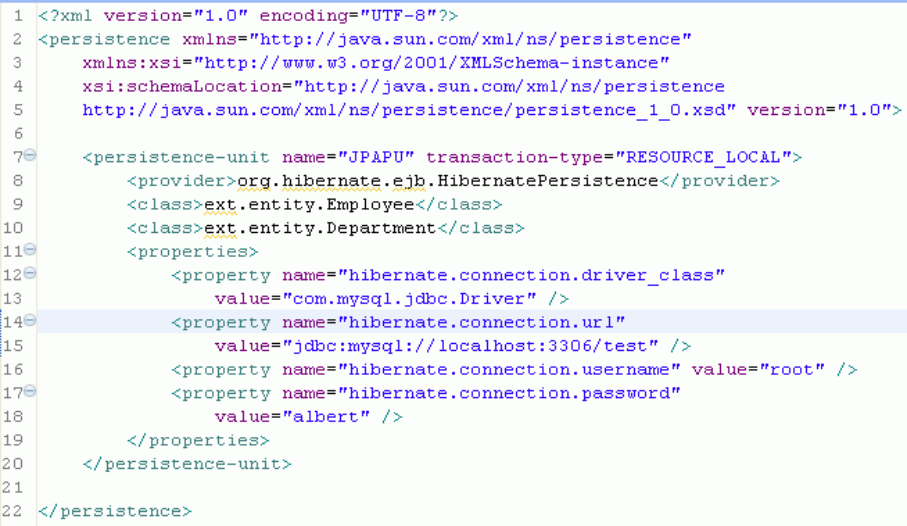 1 <?xml version="1.0" encoding="UTF-8"?>
2 <persistence xmlns="http://java.sun.com/xml/ns/persistence"
3 xmlns:xsi="http://www.w3.org/2001/XMLSchema-instance"
4 xsi:schemaLocation="http://java.sun.com/xml/ns/persistence
5 http://java.sun.com/xml/ns/persistence/persistence_1_0.xsd" version="1.0">
6
7 <persistence-unit name="JPAPU" transaction-type="RESOURCE_LOCAL">
8 <provider>org.hibernate.ejb.HibernatePersistence</provider>
9 <class>ext.entity.Employee</class>
10 <class>ext.entity.Department</class>
11 <properties>
12 <property name="hibernate.connection.driver_class"
13 value="com.mysql.jdbc.Driver" />
14 <property name="hibernate.connection.url"
15 value="jdbc:mysql://localhost:3306/test" />
16 <property name="hibernate.connection.username" value="root" />
17 <property name="hibernate.connection.password"
18 value="albert" />
19 </properties>
20 </persistence-unit>
21
22 </persistence>